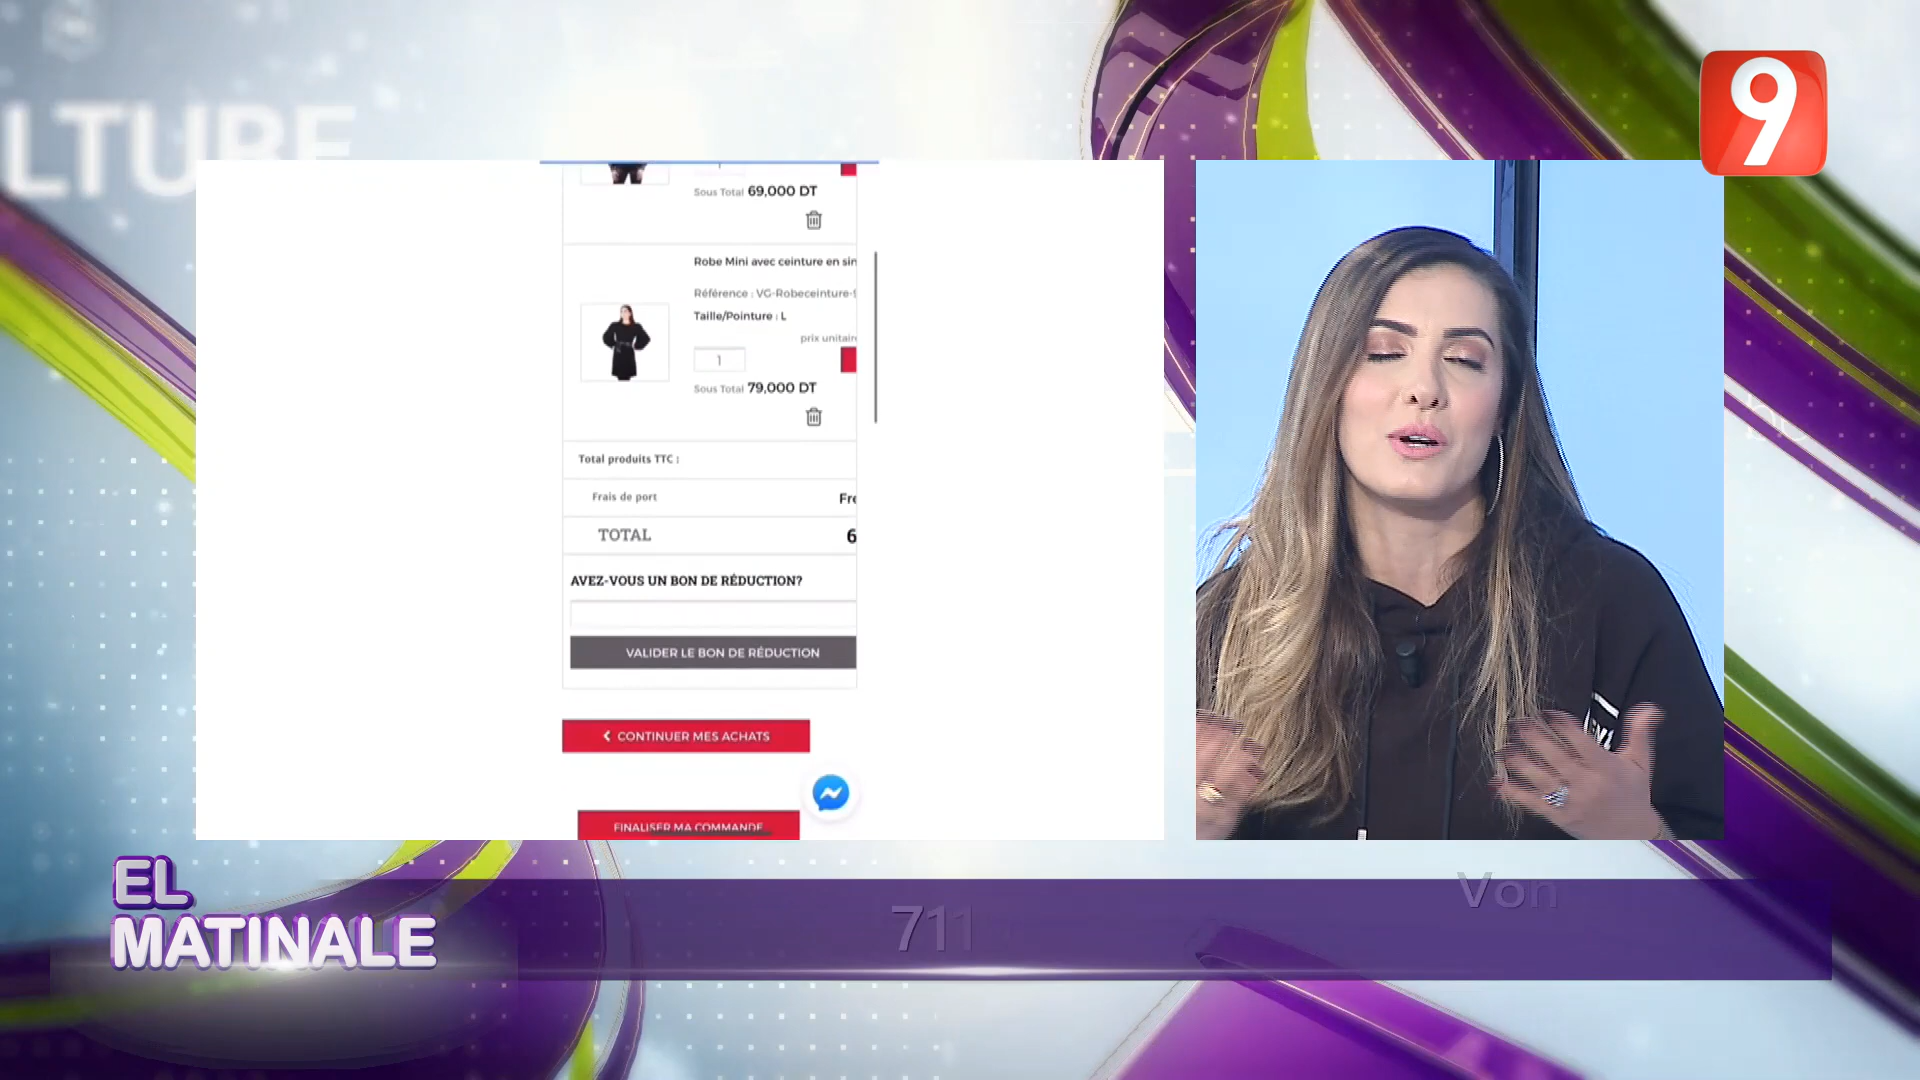 LTURE
9
Sous Total 69,000 DT
Robe Mini avec ceinture en sin
Référence : VG-Robeceinture-
Taille/Pointure : L
prix unitair
1
Sous Total 79,000 DT
Total produits TTC :
Frais de port Fre
TOTAL 6
AVEZ-VOUS UN BON DE RÉDUCTION?
VALIDER LE BON DE RÉDUCTION
CONTINUER MES ACHATS
FINALISER MA COMMANDE
EL
MATINALE
711
Von